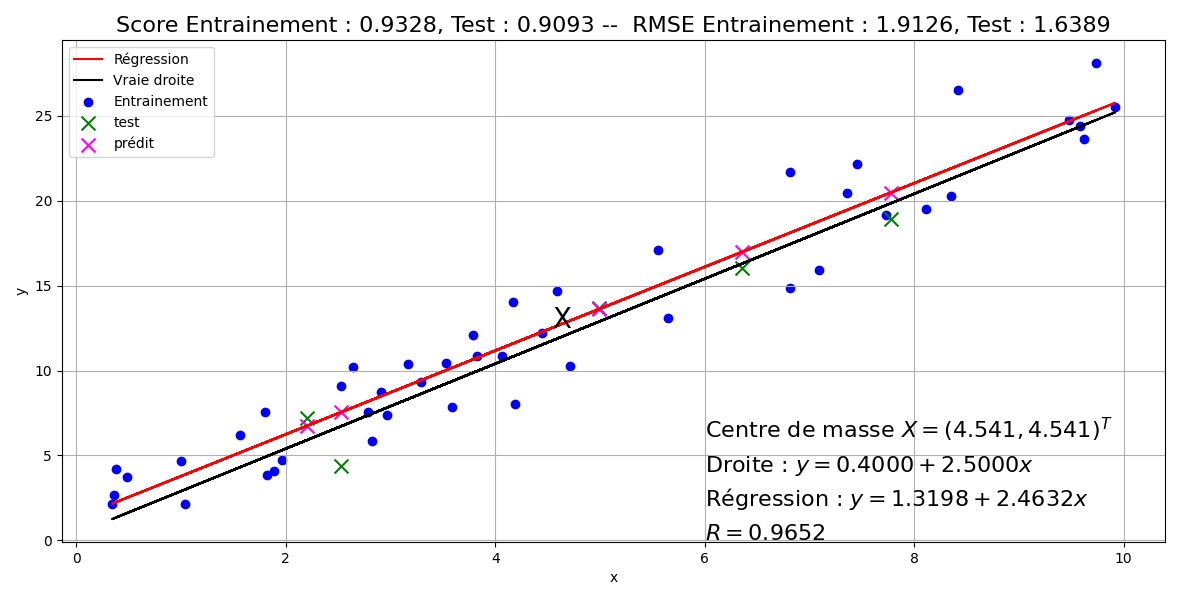 Score Entrainement : 0.9328, Test : 0.9093 --  RMSE Entrainement : 1.9126, Test : 1.6389
Régression
Vraie droite
Entrainement
test
prédit
y
25
20
15
10
5
0
X
Centre de masse X = (4.541, 4.541)^T
Droite : y = 0.4000 + 2.5000x
Régression : y = 1.3198 + 2.4632x
R = 0.9652
0 2 4 6 8 10
x